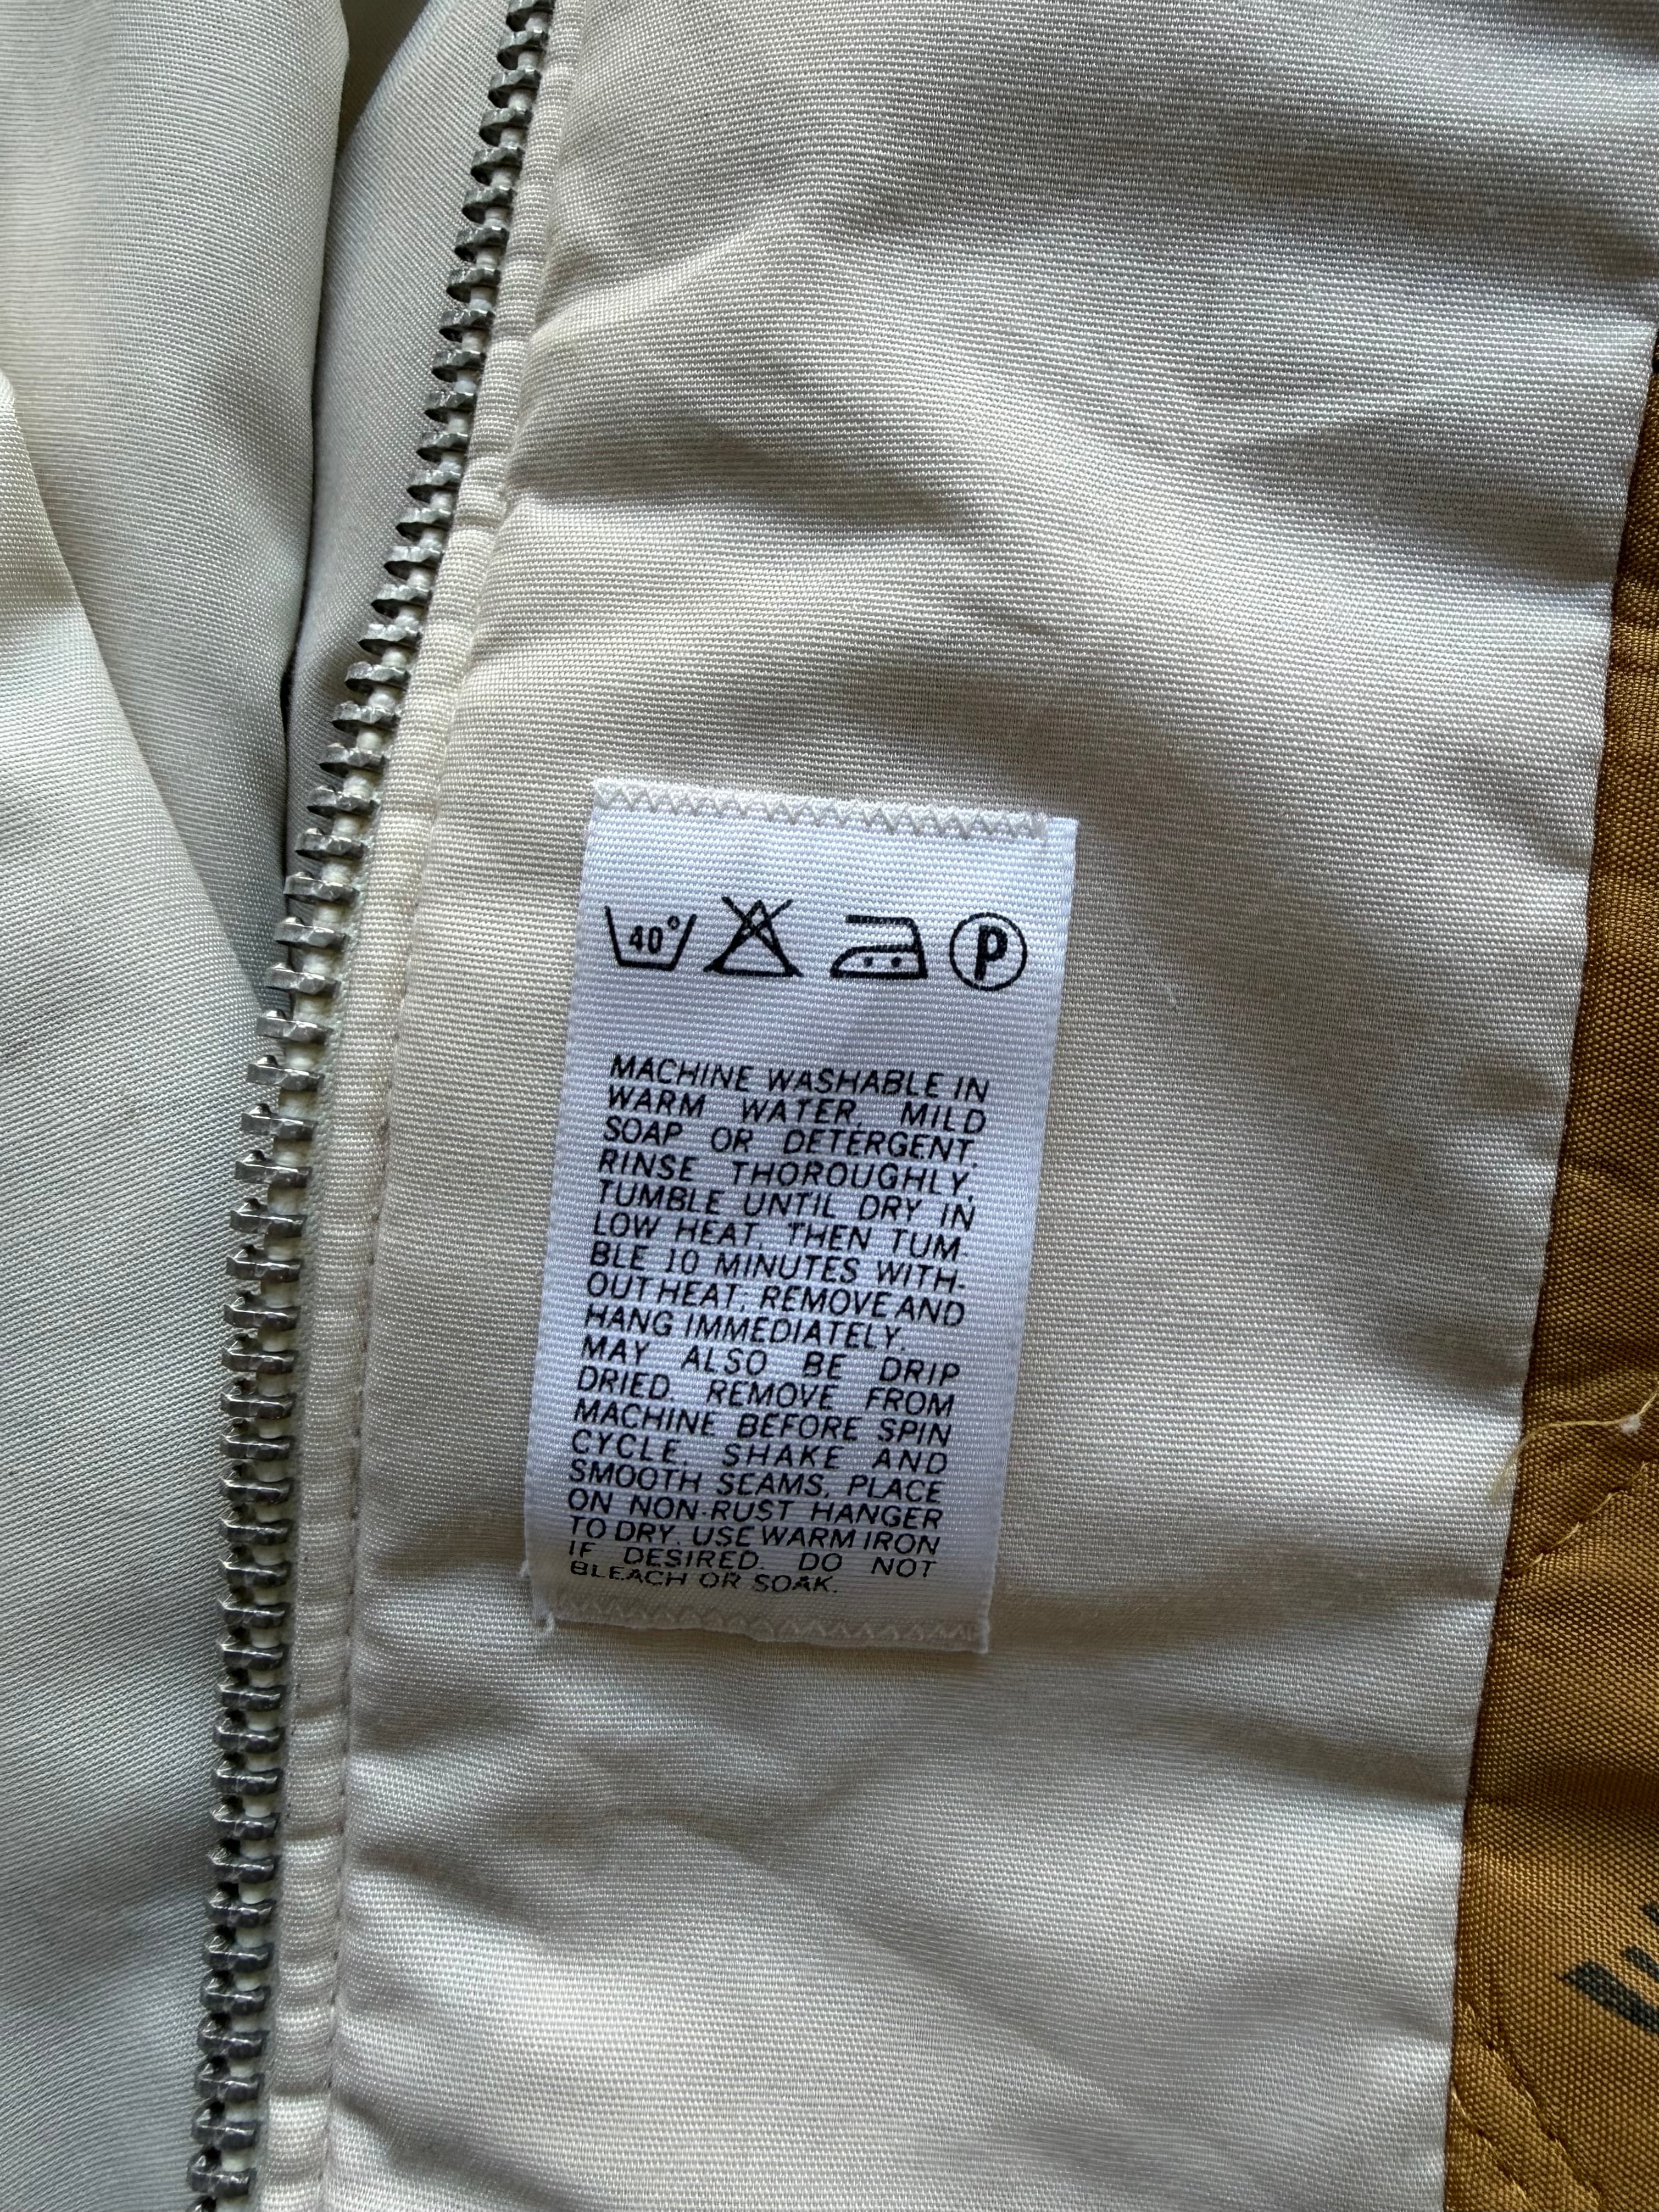 40°
P
MACHINE WASHABLE IN
WARM WATER, MILD
SOAP OR DETERGENT.
RINSE THOROUGHLY,
TUMBLE UNTIL DRY IN
LOW HEAT, THEN TUM-
BLE 10 MINUTES WITH-
OUT HEAT; REMOVE AND
HANG IMMEDIATELY.
MAY ALSO BE DRIP
DRIED. REMOVE FROM
MACHINE BEFORE SPIN
CYCLE. SHAKE AND
SMOOTH SEAMS, PLACE
ON NON-RUST HANGER
TO DRY. USE WARM IRON
IF DESIRED. DO NOT
BLEACH OR SOAK.